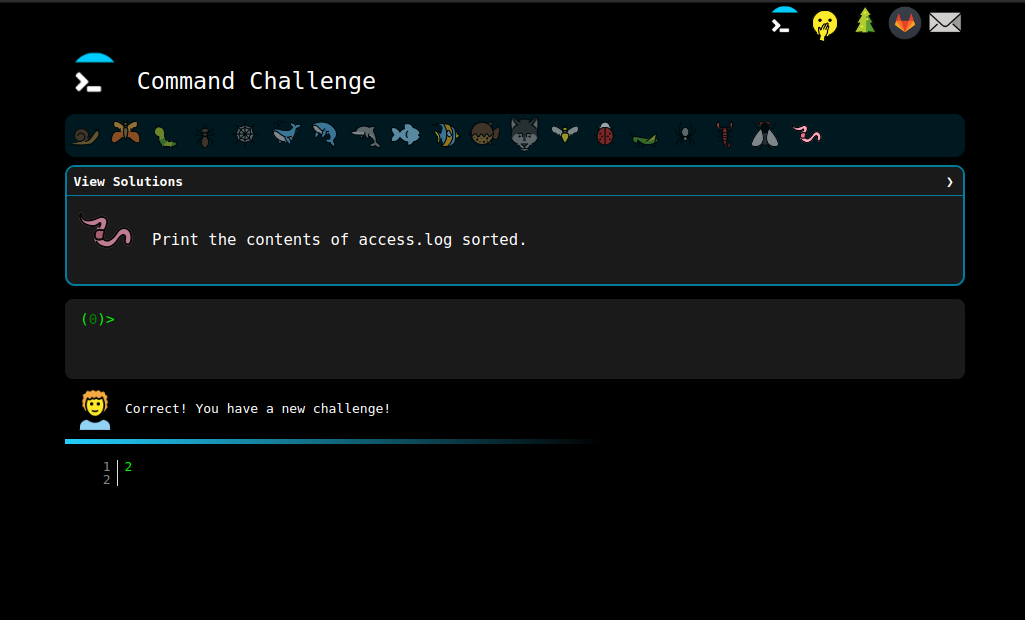 Command Challenge
View Solutions
Print the contents of access.log sorted.
(0)>
Correct! You have a new challenge!
1 2
2